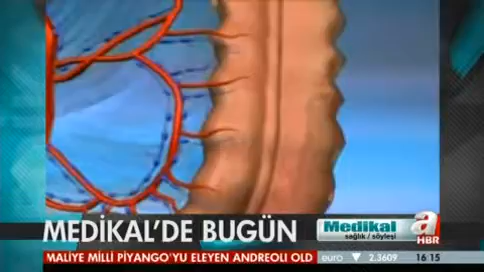 MEDİKAL'DE BUGÜN
Medikal
sağlık / söyleşi
a
HBR
MALİYE MİLLİ PİYANGO'YU ELEYEN ANDREOLI OLD
euro
2.3609
16:15